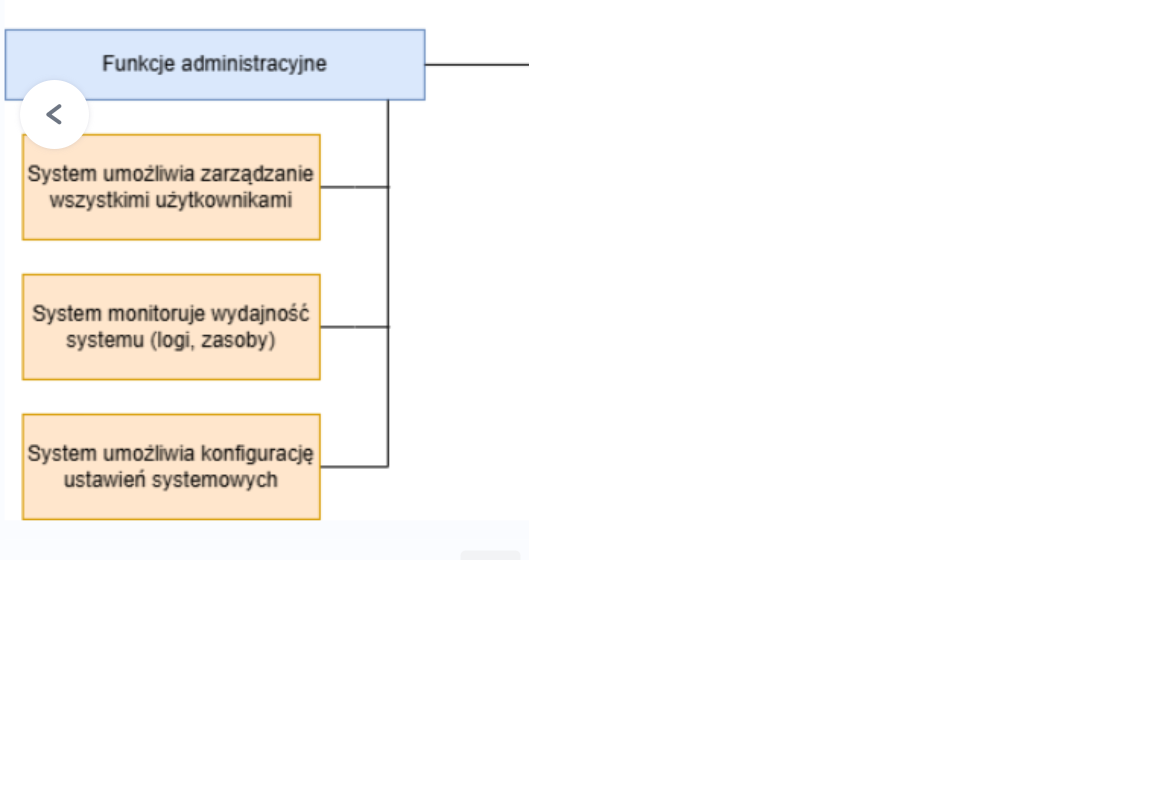 Funkcje administracyjne
System umożliwia zarządzanie
wszystkimi użytkownikami
System monitoruje wydajność
systemu (logi, zasoby)
System umożliwia konfigurację
ustawień systemowych